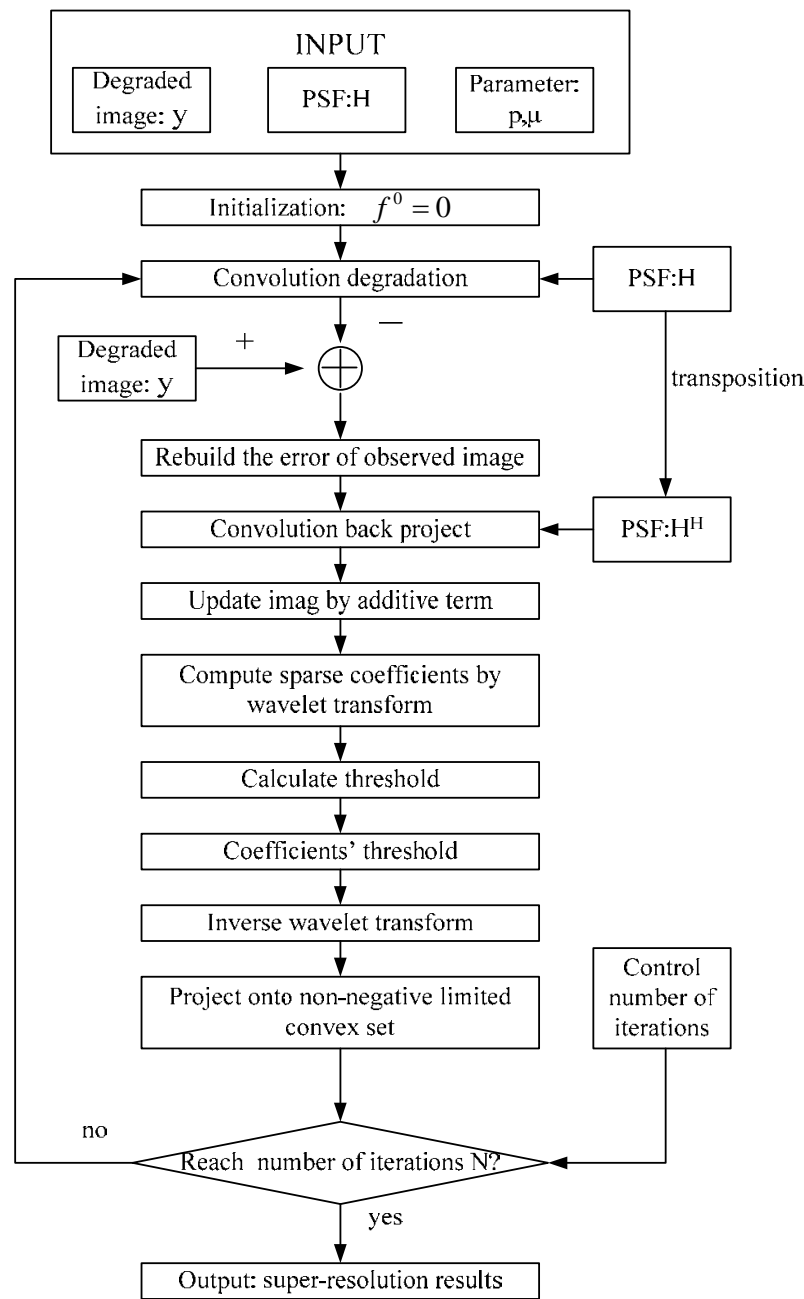 INPUT
Degraded
image: y
PSF:H
Parameter:
p,μ
Initialization: f⁰ = 0
Convolution degradation
PSF:H
−
+
Degraded
image: y
transposition
Rebuild the error of observed image
Convolution back project
PSF:Hᴴ
Update imag by additive term
Compute sparse coefficients by
wavelet transform
Calculate threshold
Coefficients’ threshold
Inverse wavelet transform
Project onto non-negative limited
convex set
Control
number of
iterations
no
Reach number of iterations N?
yes
Output: super-resolution results